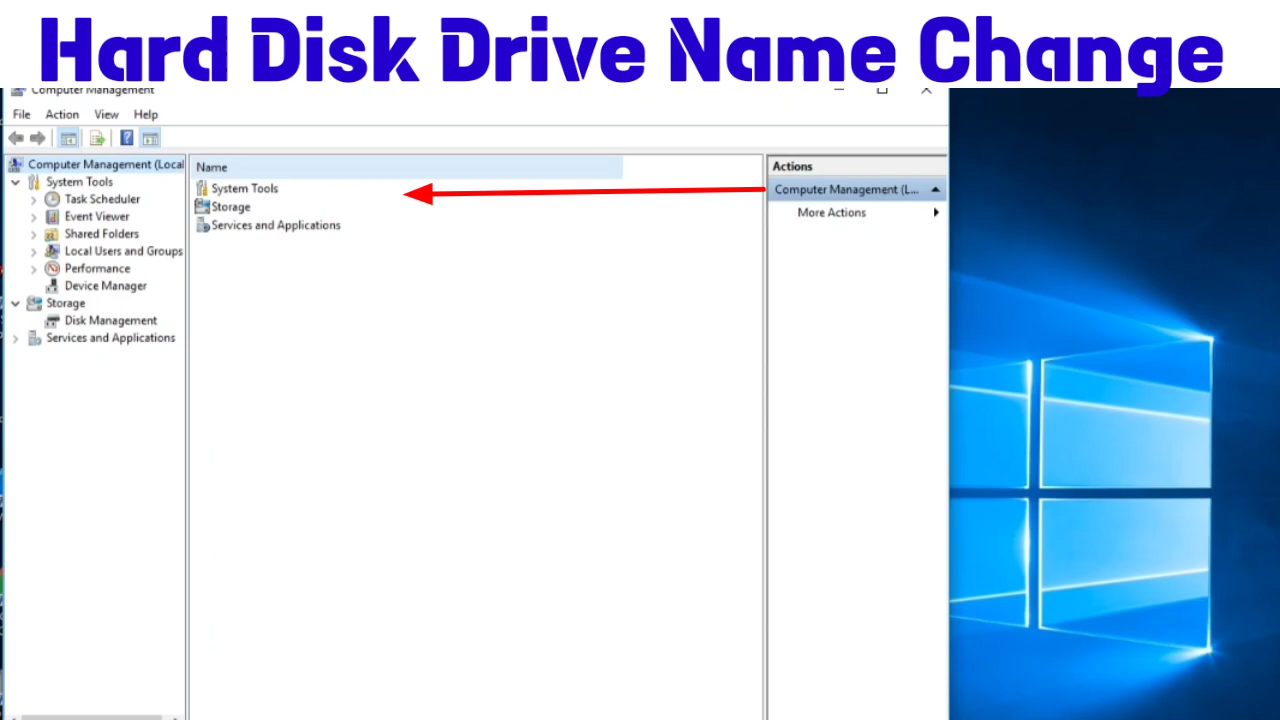 Hard Disk Drive Name Change
Computer Management
File Action View Help
Computer Management (Local
System Tools
Task Scheduler
Event Viewer
Shared Folders
Local Users and Groups
Performance
Device Manager
Storage
Disk Management
Services and Applications
Name
System Tools
Storage
Services and Applications
Actions
Computer Management (L...
More Actions